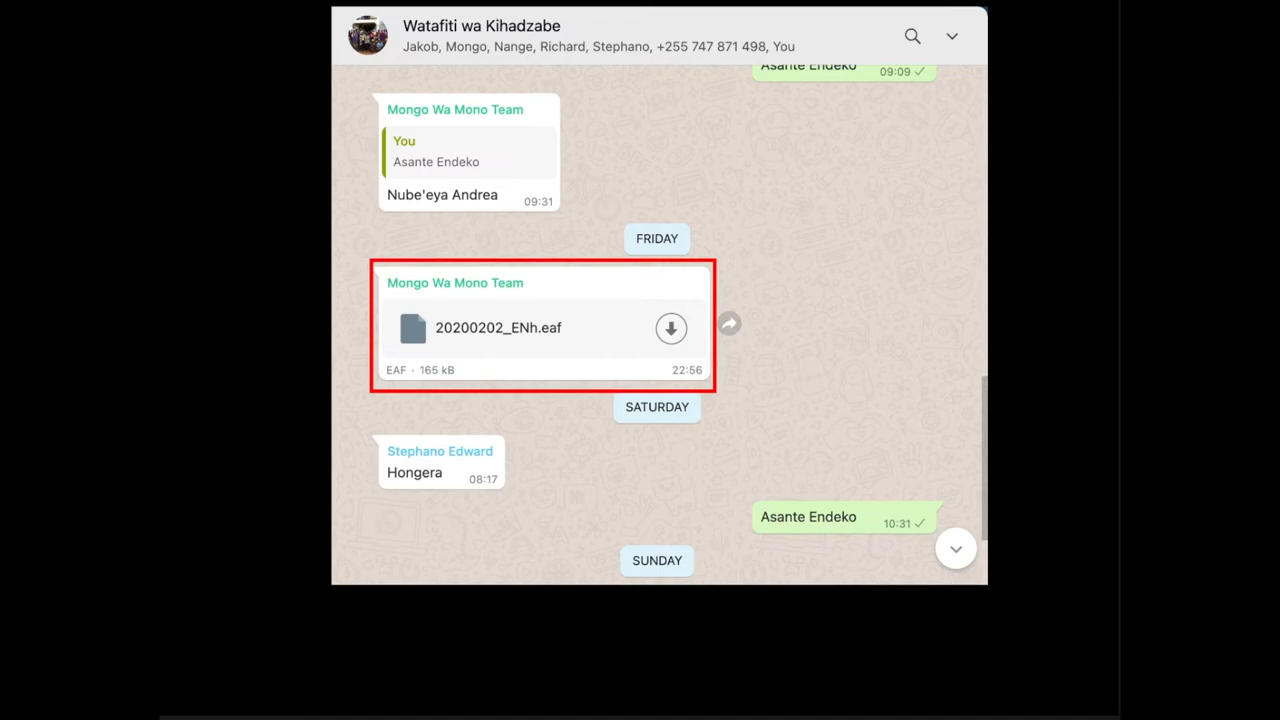 Watafiti wa Kihadzabe
Jakob, Mongo, Nange, Richard, Stephano, +255 747 871 498, You
Asante Endeko
09:09
Mongo Wa Mono Team
You
Asante Endeko
Nube'eya Andrea
09:31
FRIDAY
Mongo Wa Mono Team
20200202_ENh.eaf
EAF · 165 kB
22:56
SATURDAY
Stephano Edward
Hongera
08:17
Asante Endeko
10:31
SUNDAY